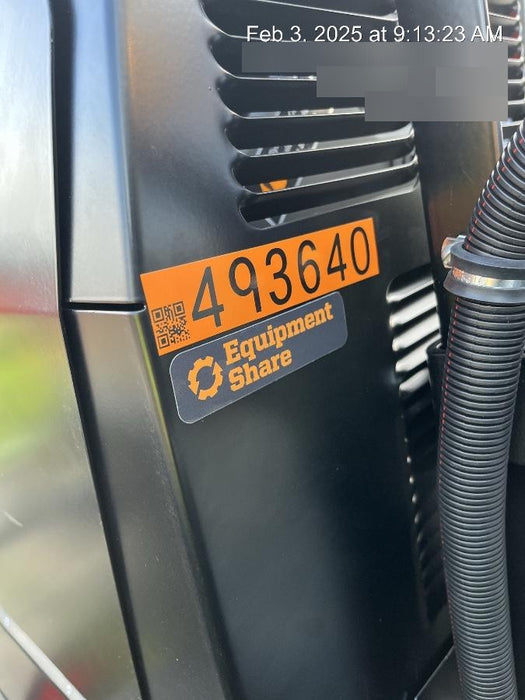 Feb 3, 2025 at 9:13:23 AM
493640
Equipment
Share